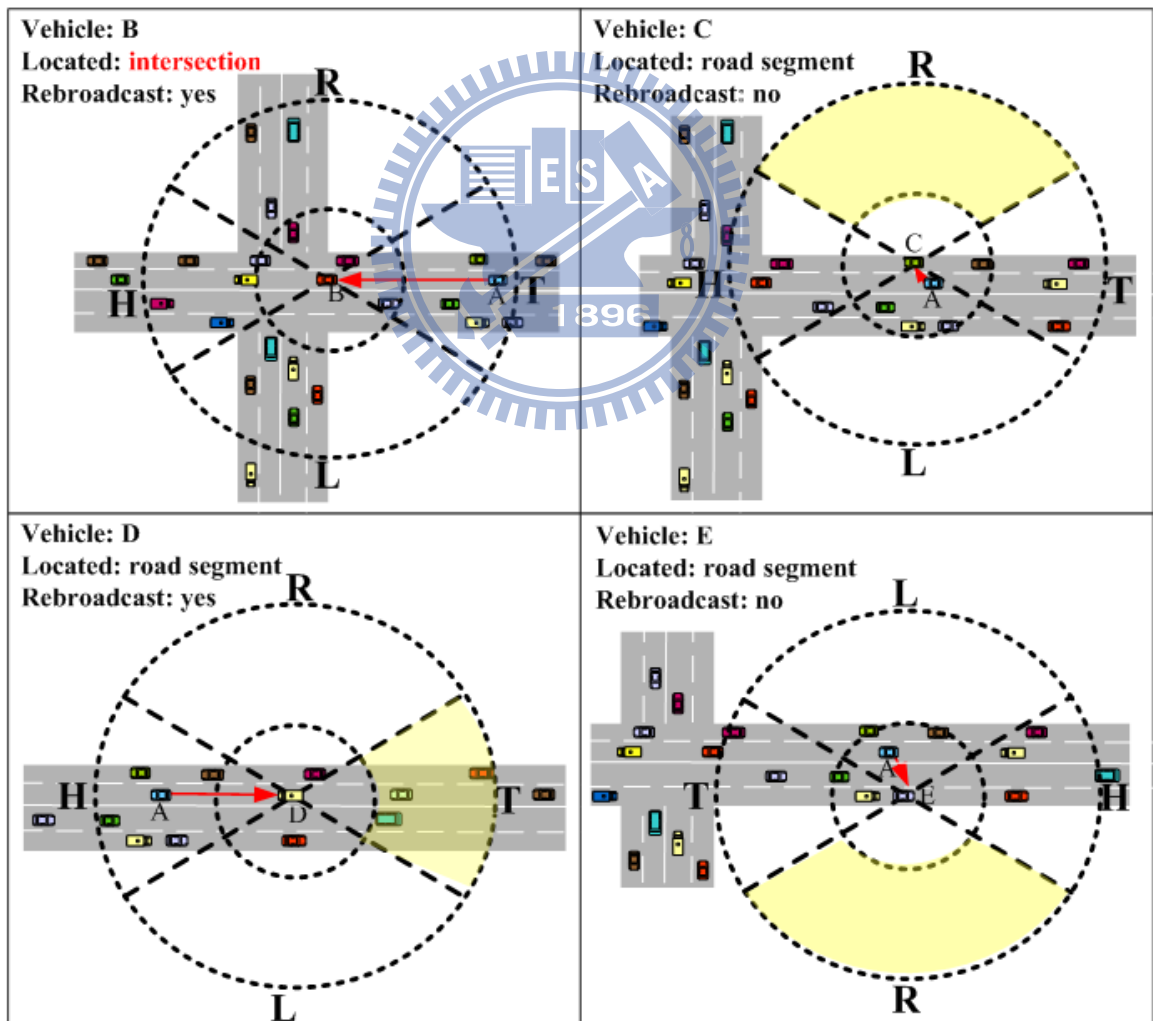 Vehicle: B
Located: intersection
Rebroadcast: yes
R
H
B
A
T
L
Vehicle: C
Located: road segment
Rebroadcast: no
R
C
H
A
T
L
ESA
1896
Vehicle: D
Located: road segment
Rebroadcast: yes
R
H
A
D
T
L
Vehicle: E
Located: road segment
Rebroadcast: no
L
A
T
E
H
R